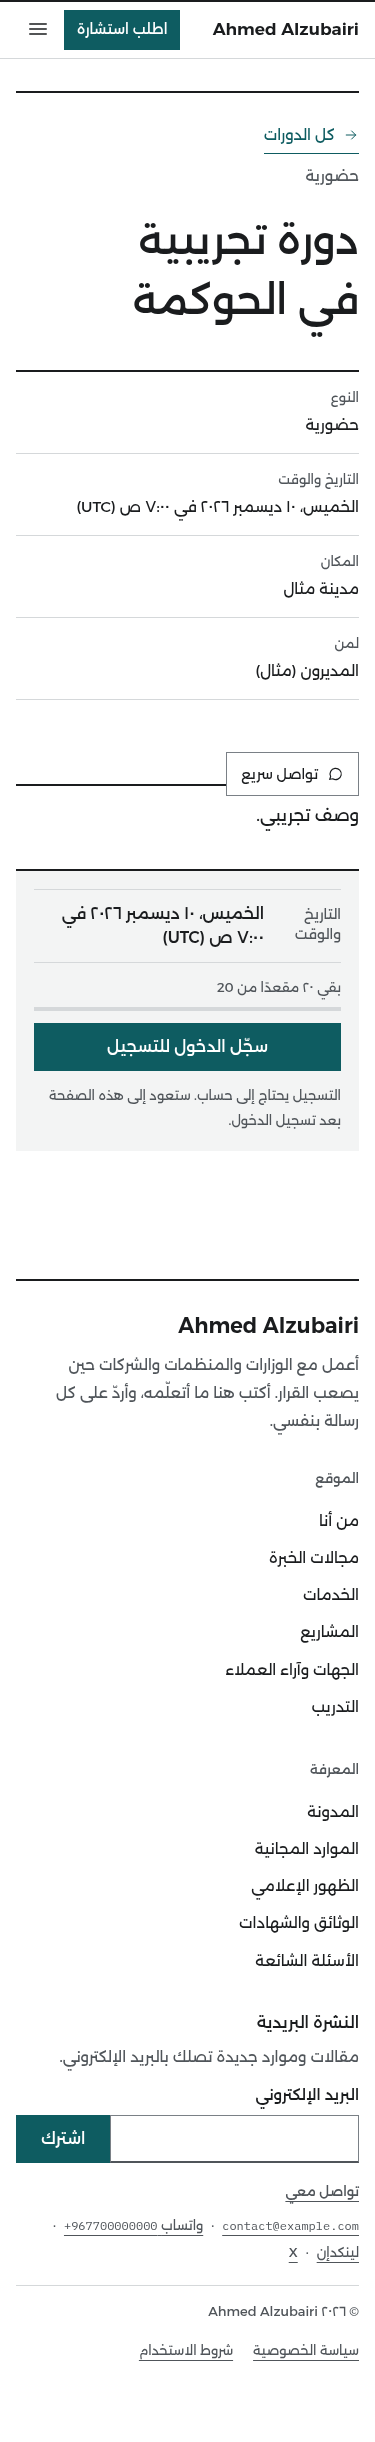 Ahmed Alzubairi
اطلب استشارة
كل الدورات
حضورية
دورة تجريبية
في الحوكمة
النوع
حضورية
التاريخ والوقت
الخميس، ١٠ ديسمبر ٢٠٢٦ في ٧:٠٠ ص (UTC)
المكان
مدينة مثال
لمن
المديرون (مثال)
تواصل سريع
وصف تجريبي.
التاريخ
والوقت
الخميس، ١٠ ديسمبر ٢٠٢٦ في
٧:٠٠ ص (UTC)
بقي ٢٠ مقعدًا من 20
سجّل الدخول للتسجيل
التسجيل يحتاج إلى حساب. ستعود إلى هذه الصفحة
بعد تسجيل الدخول.
Ahmed Alzubairi
أعمل مع الوزارات والمنظمات والشركات حين
يصعب القرار. أكتب هنا ما أتعلّمه، وأردّ على كل
رسالة بنفسي.
الموقع
من أنا
مجالات الخبرة
الخدمات
المشاريع
الجهات وآراء العملاء
التدريب
المعرفة
المدونة
الموارد المجانية
الظهور الإعلامي
الوثائق والشهادات
الأسئلة الشائعة
النشرة البريدية
مقالات وموارد جديدة تصلك بالبريد الإلكتروني.
البريد الإلكتروني
اشترك
تواصل معي
contact@example.com · واتساب +967700000000 ·
لينكدإن · X
© ٢٠٢٦ Ahmed Alzubairi
سياسة الخصوصية شروط الاستخدام